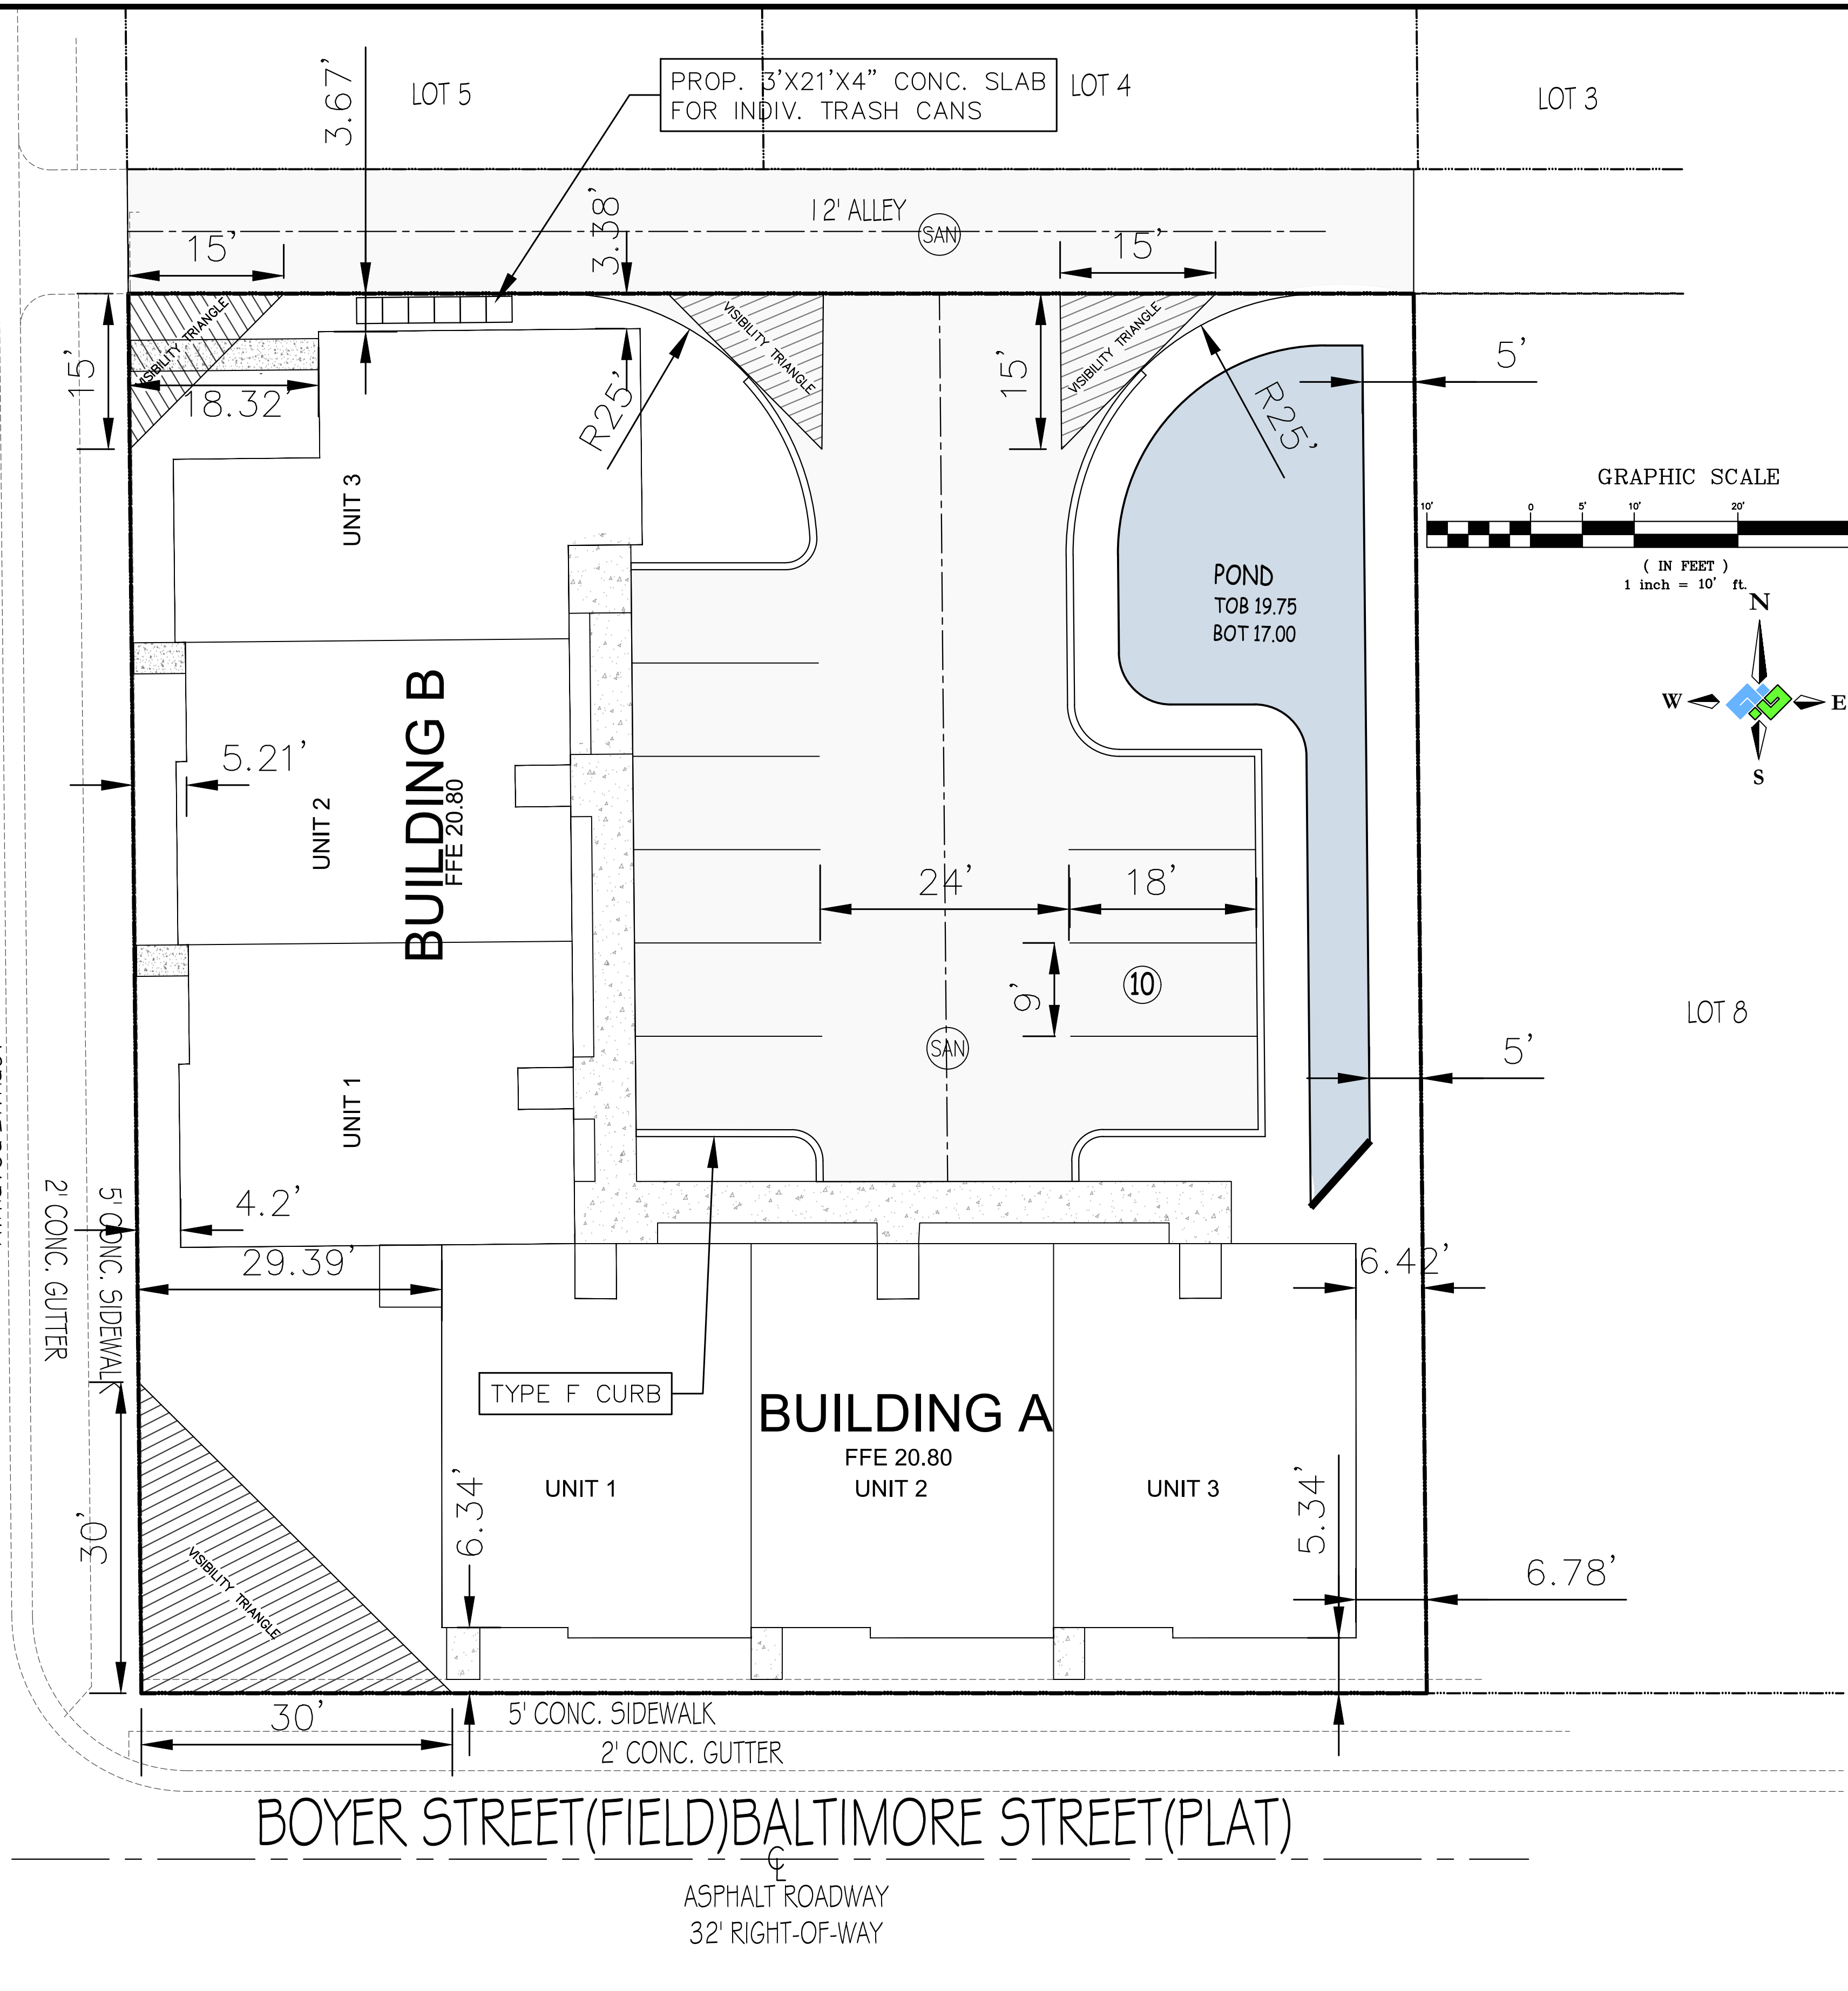 LOT 5
PROP. 3'X21'X4" CONC. SLAB
FOR INDIV. TRASH CANS
LOT 4
LOT 3
3.67'
3.38'
12' ALLEY
SAN
15'
15'
15'
VISIBILITY TRIANGLE
18.32'
R25'
VISIBILITY TRIANGLE
15'
VISIBILITY TRIANGLE
R25'
5'
GRAPHIC SCALE
10'
0
5'
10'
20'
( IN FEET )
1 inch = 10' ft.
N
W
E
S
UNIT 3
POND
TOB 19.75
BOT 17.00
5.21'
UNIT 2
BUILDING B
FFE 20.80
24'
18'
9'
10
SAN
LOT 8
5'
UNIT 1
4.2'
29.39'
6.42'
2' CONC. GUTTER
5' CONC. SIDEWALK
TYPE F CURB
BUILDING A
FFE 20.80
UNIT 1
UNIT 2
UNIT 3
6.34'
5.34'
6.78'
30'
VISIBILITY TRIANGLE
30'
5' CONC. SIDEWALK
2' CONC. GUTTER
BOYER STREET(FIELD)BALTIMORE STREET(PLAT)
CL
ASPHALT ROADWAY
32' RIGHT-OF-WAY